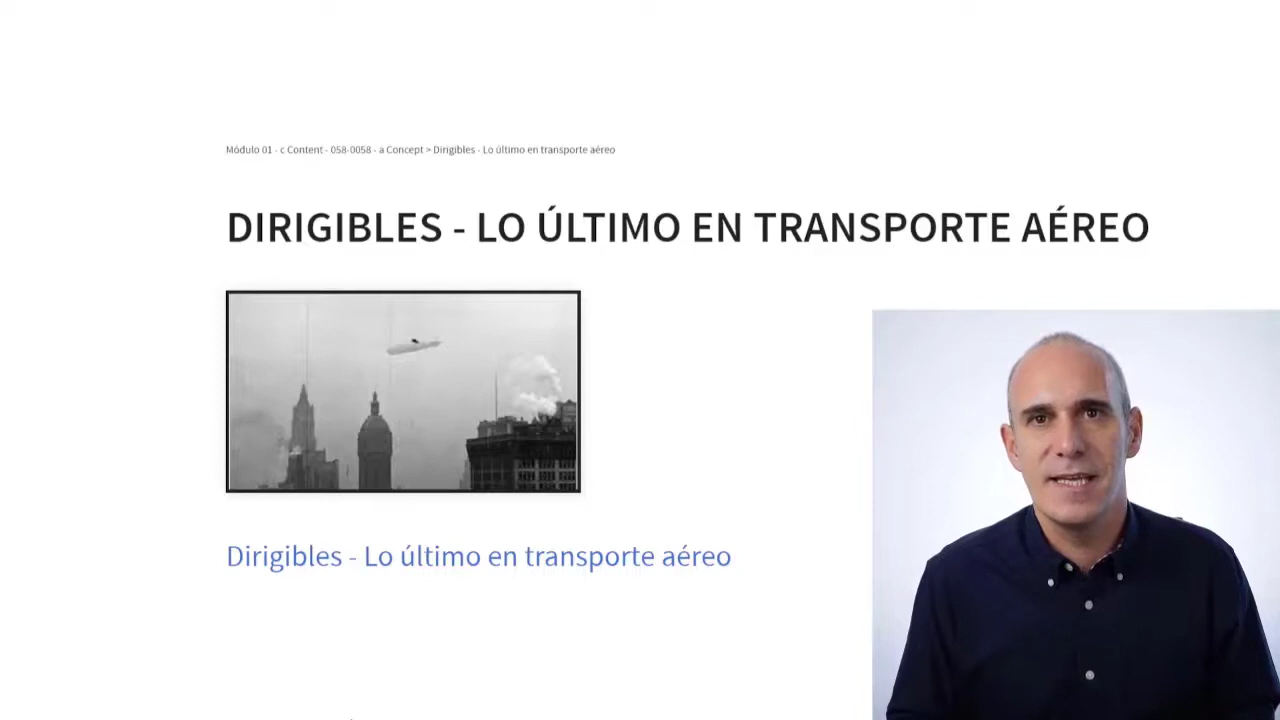 Módulo 01 - c Content - 058-0058 - a Concept > Dirigibles - Lo último en transporte aéreo
DIRIGIBLES - LO ÚLTIMO EN TRANSPORTE AÉREO
Dirigibles - Lo último en transporte aéreo